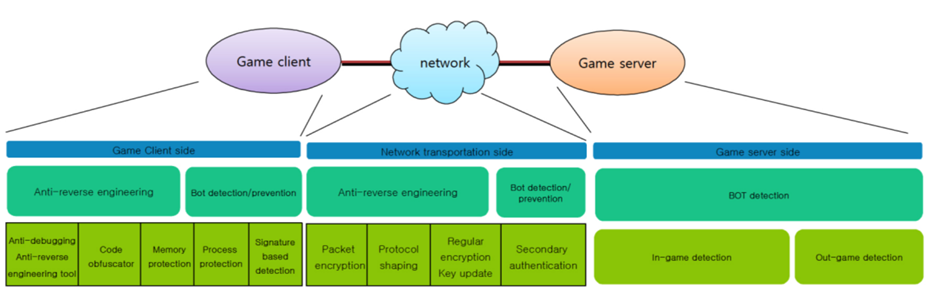 Game client
network
Game server
Game Client side
Network transportation side
Game server side
Anti-reverse engineering
Bot detection/prevention
Anti-reverse engineering
Bot detection/
prevention
BOT detection
Anti-debugging
Anti-reverse
engineering tool
Code
obfuscator
Memory
protection
Process
protection
Signature
based
detection
Packet
encryption
Protocol
shaping
Regular
encryption
Key update
Secondary
authentication
In-game detection
Out-game detection